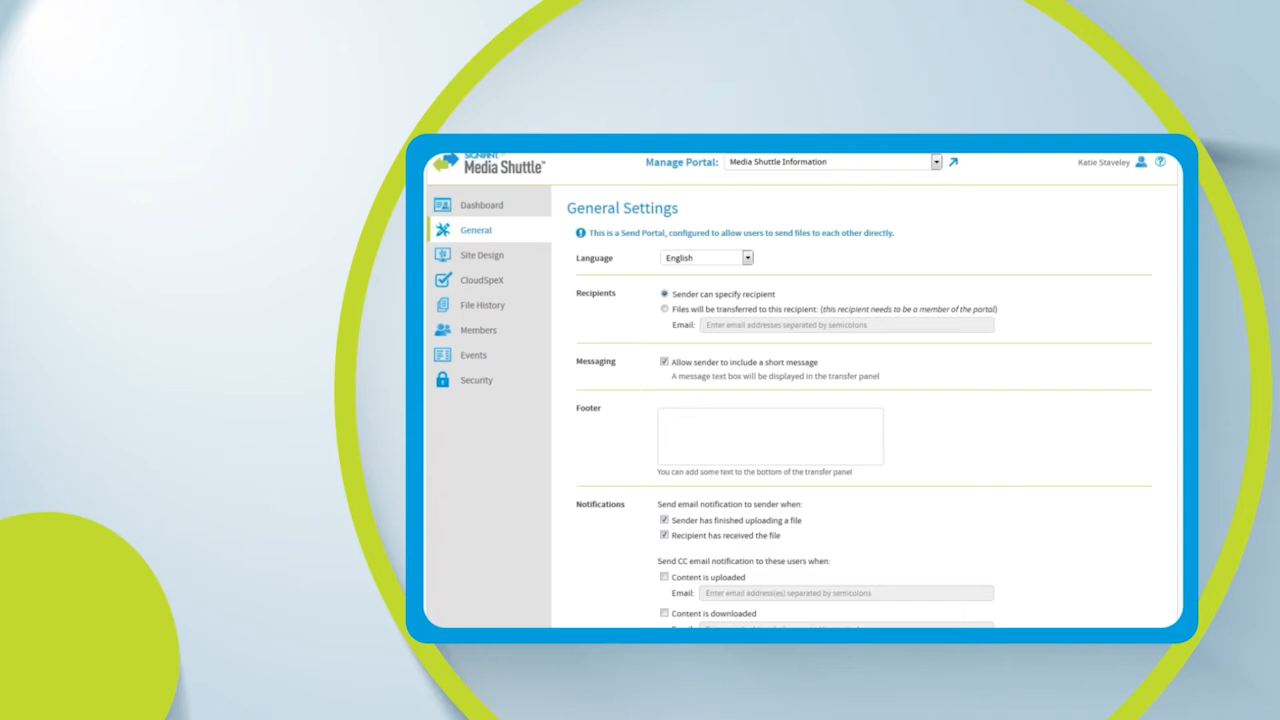 SIGNIANT
Media Shuttle™
Manage Portal: Media Shuttle Information
Katie Staveley
Dashboard
General
Site Design
CloudSpeX
File History
Members
Events
Security
General Settings
This is a Send Portal, configured to allow users to send files to each other directly.
Language English
Recipients Sender can specify recipient
Files will be transferred to this recipient: (this recipient needs to be a member of the portal)
Email: Enter email addresses separated by semicolons
Messaging Allow sender to include a short message
A message text box will be displayed in the transfer panel
Footer
You can add some text to the bottom of the transfer panel
Notifications Send email notification to sender when:
Sender has finished uploading a file
Recipient has received the file
Send CC email notification to these users when:
Content is uploaded
Email: Enter email address(es) separated by semicolons
Content is downloaded